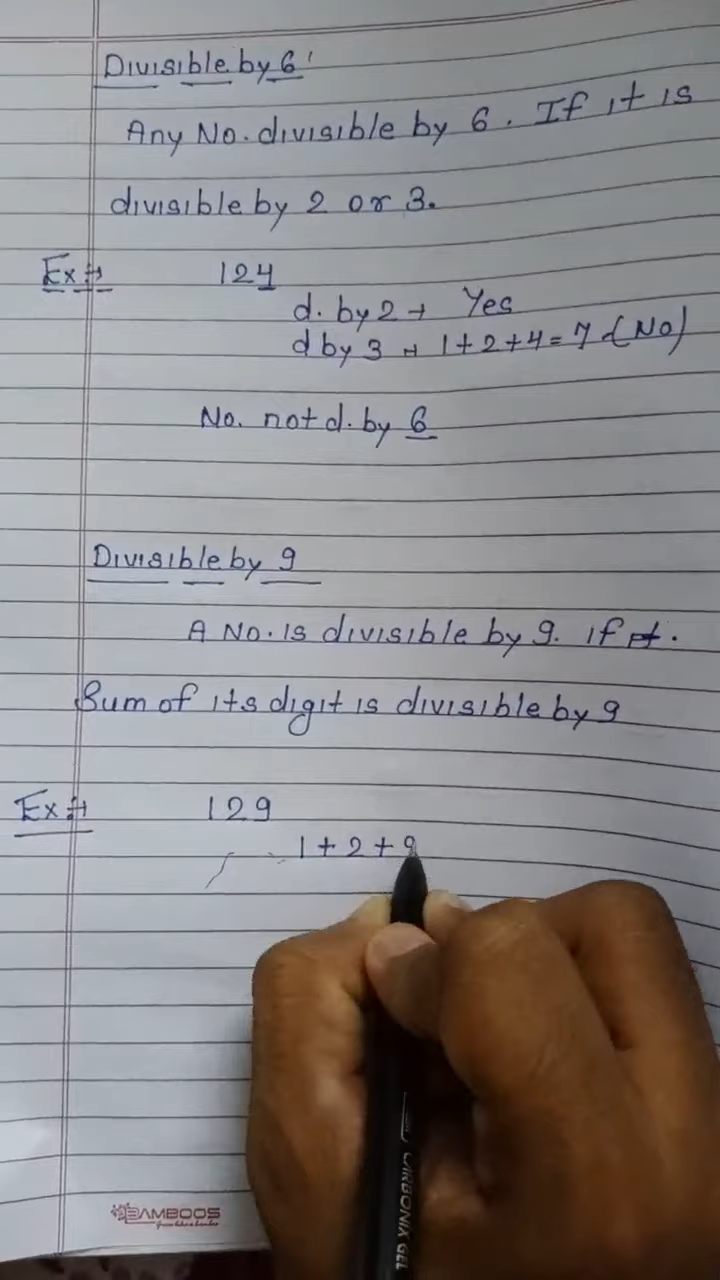 Divisible by 6'
Any No. divisible by 6. If it is
divisible by 2 or 3.
Ex:→ 124
d. by 2 → Yes
d by 3 → 1+2+4=7 (No)
No. not d. by 6
Divisible by 9
A No. is divisible by 9. if
Sum of its digit is divisible by 9
Ex:→ 129
1+2+9
BAMBOOS
CARBONIX GEL